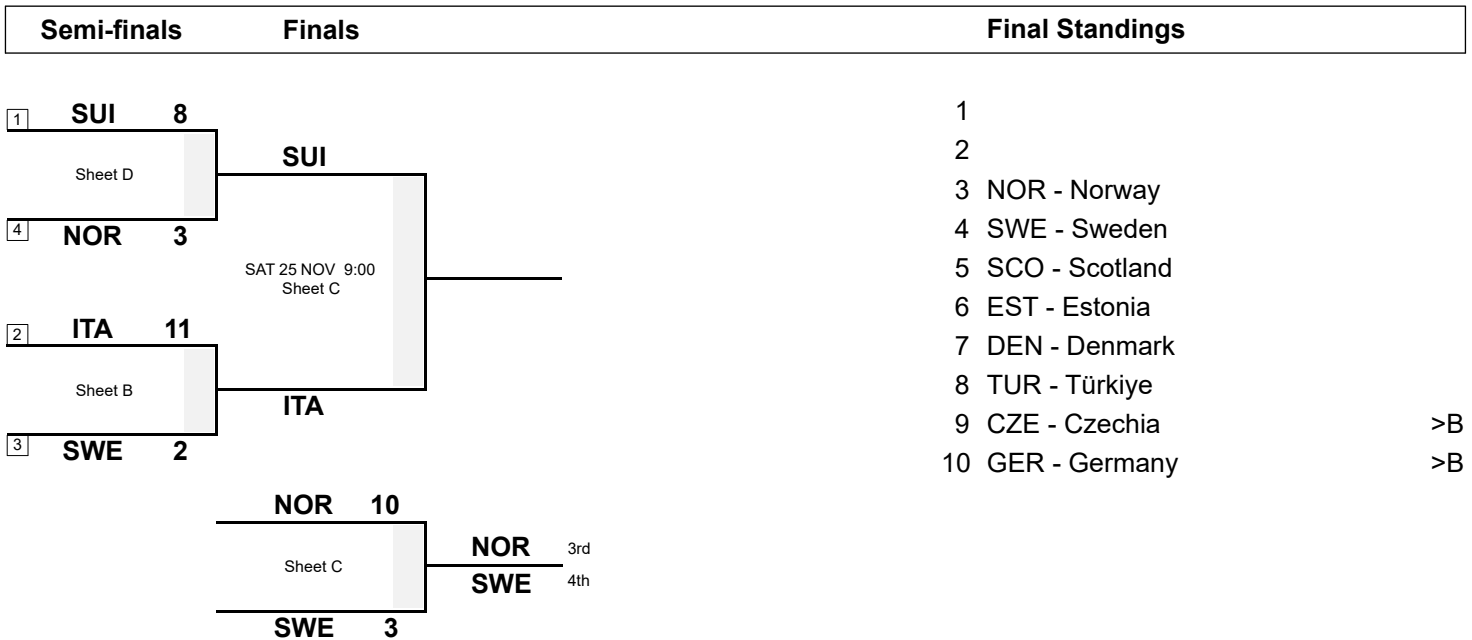 Semi-finals Finals Final Standings
1 SUI 8
Sheet D
4 NOR 3
SUI
SAT 25 NOV 9:00
Sheet C
ITA
2 ITA 11
Sheet B
3 SWE 2
NOR 10
Sheet C
SWE 3
NOR 3rd
SWE 4th
1
2
3 NOR - Norway
4 SWE - Sweden
5 SCO - Scotland
6 EST - Estonia
7 DEN - Denmark
8 TUR - Türkiye
9 CZE - Czechia >B
10 GER - Germany >B